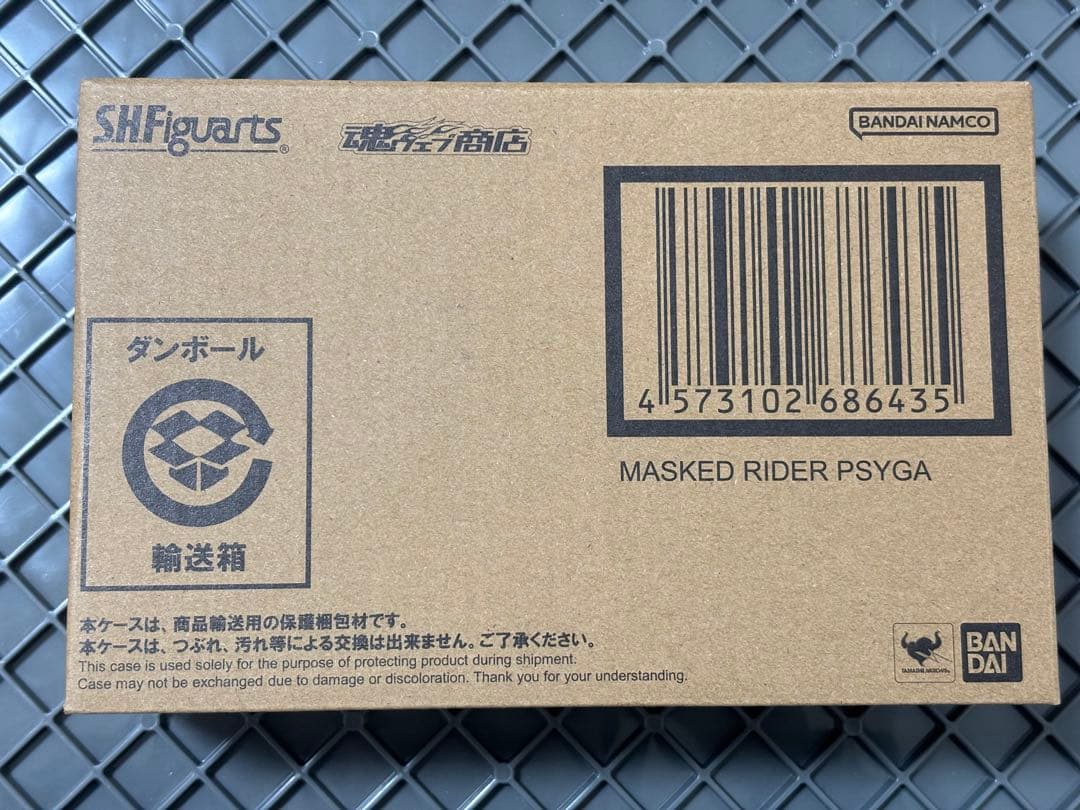 S.H.Figuarts®
魂ウェブ商店
BANDAI NAMCO
4 573102 686435
MASKED RIDER PSYGA
ダンボール
輸送箱
本ケースは、商品輸送用の保護梱包材です。
本ケースは、つぶれ、汚れ等による交換は出来ません。ご了承ください。
This case is used solely for the purpose of protecting product during shipment.
Case may not be exchanged due to damage or discoloration. Thank you for your understanding.
TAMASHII NATIONS
BAN
DAI